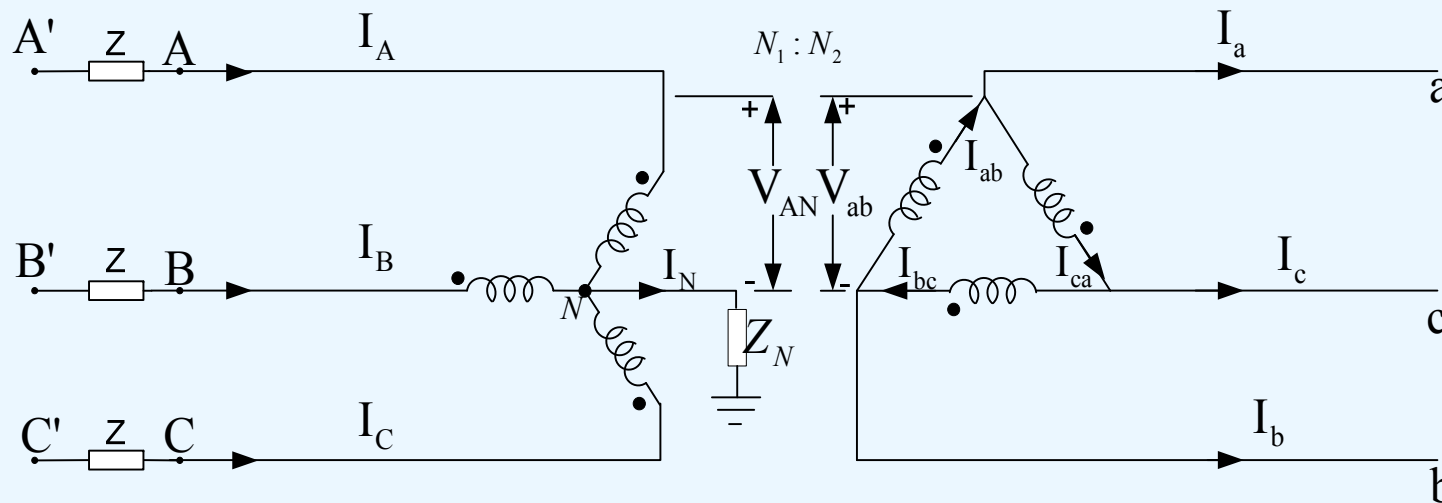 A' Z A I_A N_1 : N_2 I_a a
+ +
I_ab
V_AN V_ab
B' Z B I_B N I_N - - I_bc I_ca I_c c
Z_N
C' Z C I_C I_b b